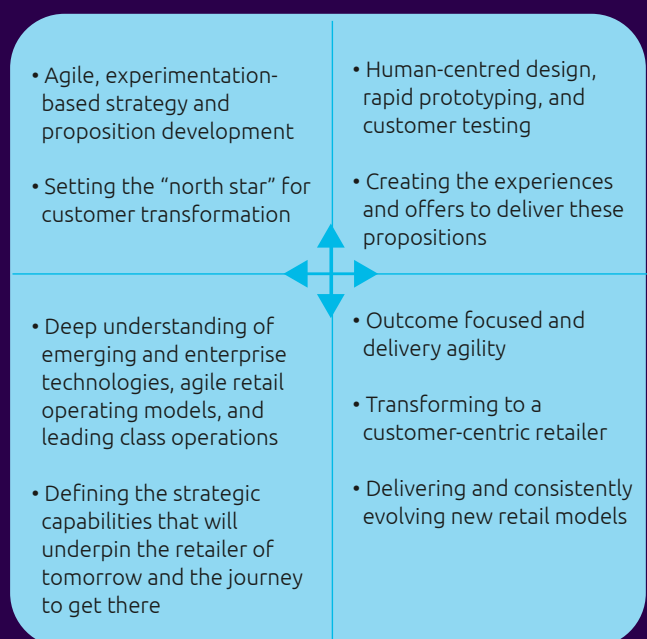 • Agile, experimentation-
based strategy and
proposition development
• Setting the “north star” for
customer transformation
• Human-centred design,
rapid prototyping, and
customer testing
• Creating the experiences
and offers to deliver these
propositions
• Deep understanding of
emerging and enterprise
technologies, agile retail
operating models, and
leading class operations
• Defining the strategic
capabilities that will
underpin the retailer of
tomorrow and the journey
to get there
• Outcome focused and
delivery agility
• Transforming to a
customer-centric retailer
• Delivering and consistently
evolving new retail models